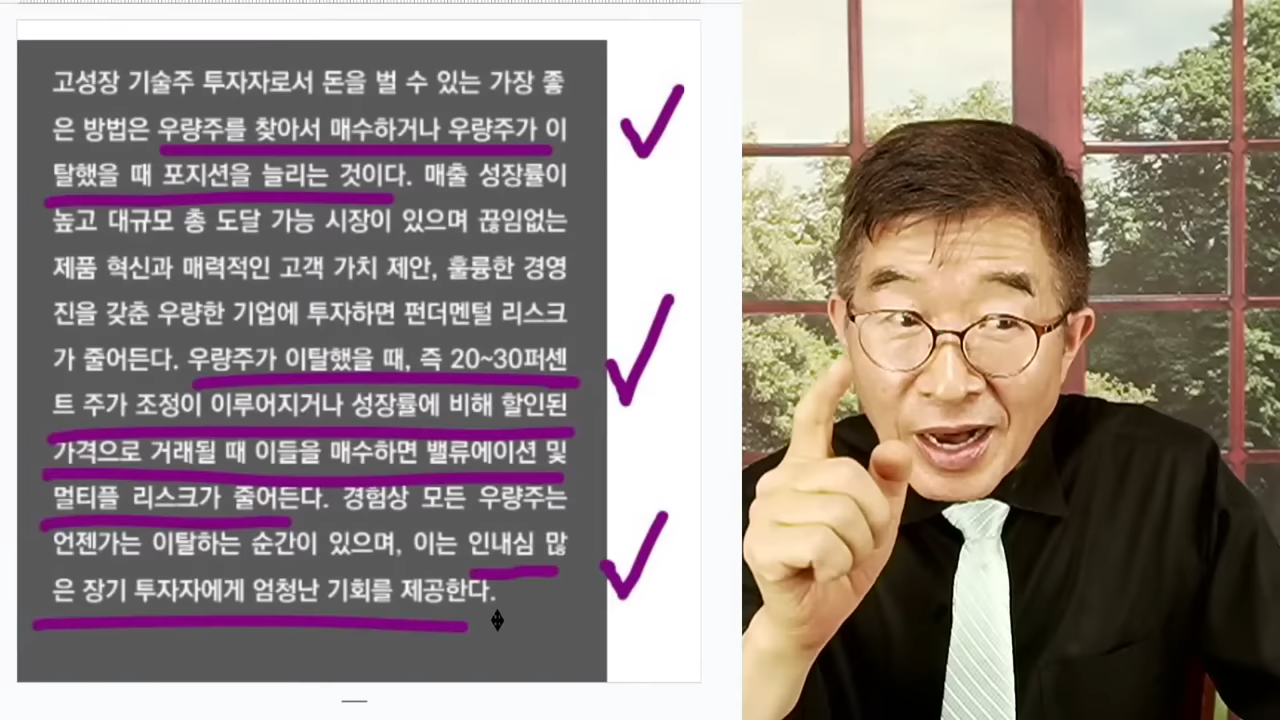 고성장 기술주 투자자로서 돈을 벌 수 있는 가장 좋
은 방법은 우량주를 찾아서 매수하거나 우량주가 이
탈했을 때 포지션을 늘리는 것이다. 매출 성장률이
높고 대규모 총 도달 가능 시장이 있으며 끊임없는
제품 혁신과 매력적인 고객 가치 제안, 훌륭한 경영
진을 갖춘 우량한 기업에 투자하면 펀더멘털 리스크
가 줄어든다. 우량주가 이탈했을 때, 즉 20~30퍼센
트 주가 조정이 이루어지거나 성장률에 비해 할인된
가격으로 거래될 때 이들을 매수하면 밸류에이션 및
멀티플 리스크가 줄어든다. 경험상 모든 우량주는
언젠가는 이탈하는 순간이 있으며, 이는 인내심 많
은 장기 투자자에게 엄청난 기회를 제공한다.